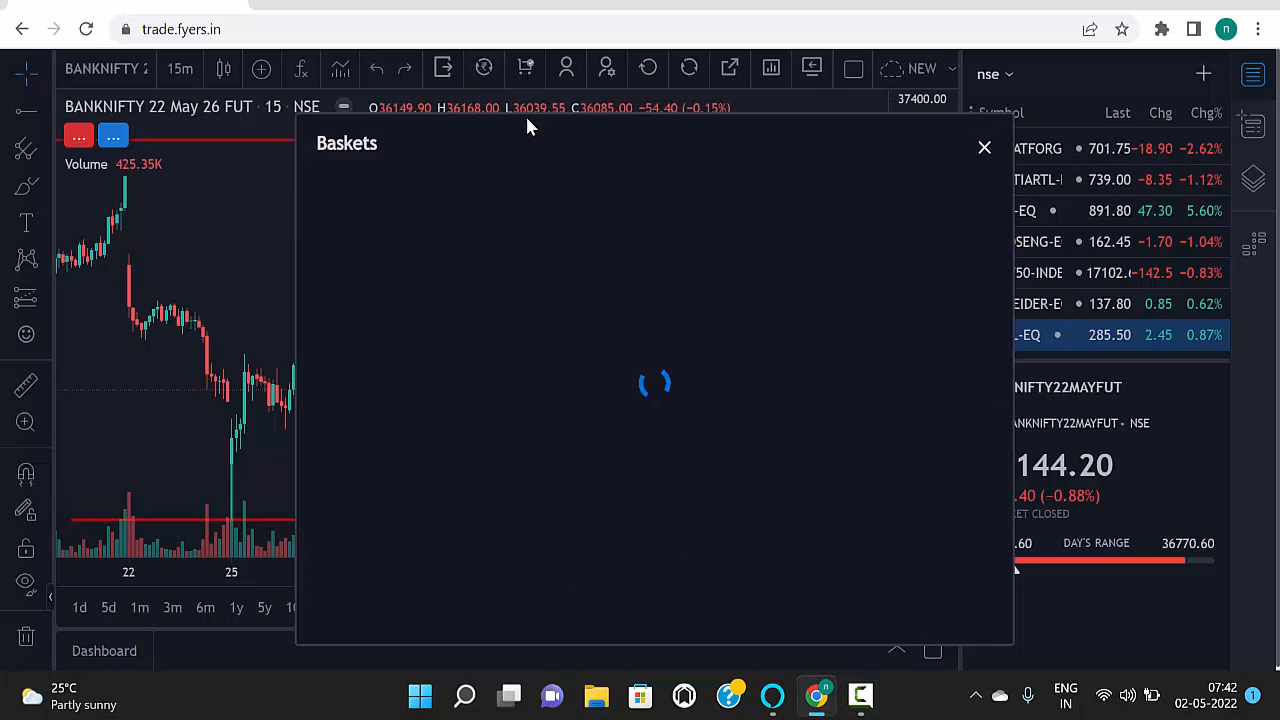 trade.fyers.in
n
BANKNIFTY 2 15m NEW
nse
BANKNIFTY 22 May 26 FUT · 15 · NSE O36149.90 H36168.00 L36039.55 C36085.00 −54.40 (−0.15%)
37400.00
Symbol Last Chg Chg%
... ...
Volume 425.35K
Baskets
ATFORG 701.75 −18.90 −2.62%
TIARTL-I 739.00 −8.35 −1.12%
-EQ 891.80 47.30 5.60%
SENG-E 162.45 −1.70 −1.04%
50-INDE 17102.( −142.5 −0.83%
EIDER-E 137.80 0.85 0.62%
L-EQ 285.50 2.45 0.87%
NIFTY22MAYFUT
ANKNIFTY22MAYFUT • NSE
144.20
.40 (−0.88%)
ET CLOSED
.60 DAY'S RANGE 36770.60
22 25
1d 5d 1m 3m 6m 1y 5y
Dashboard
25°C
Partly sunny
n
ENG
IN
07:42
02-05-2022
1